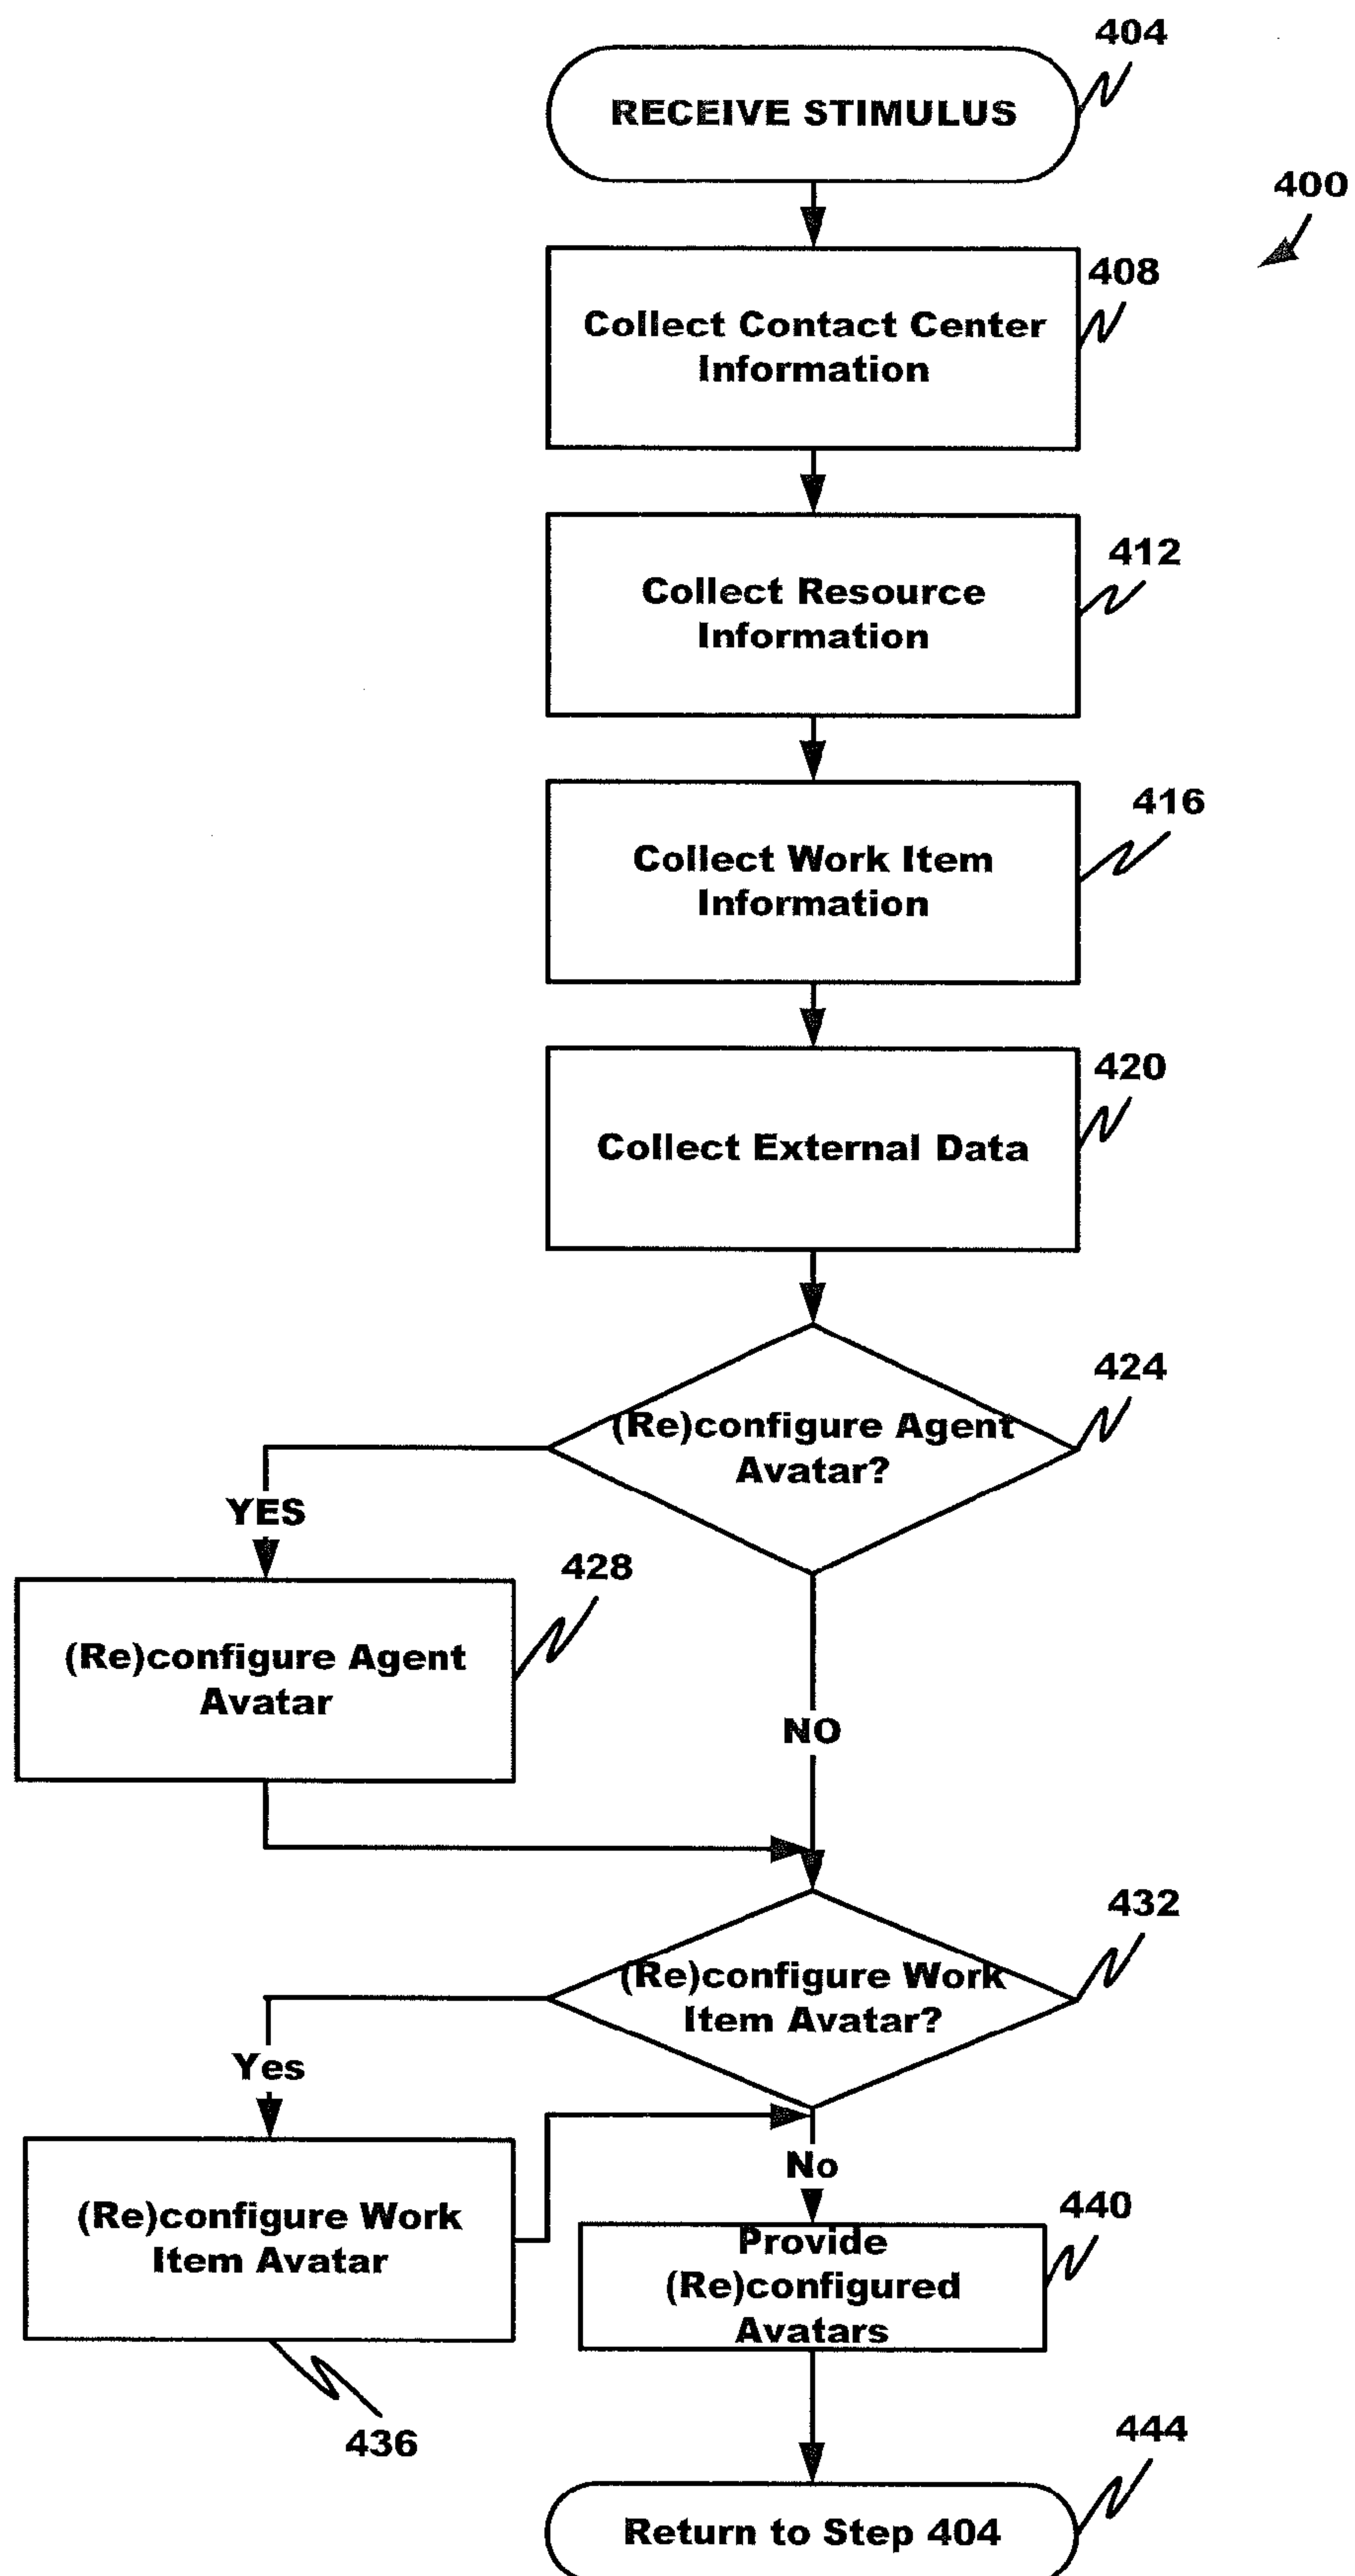 404
RECEIVE STIMULUS
400
408
Collect Contact Center
Information
412
Collect Resource
Information
416
Collect Work Item
Information
420
Collect External Data
424
(Re)configure Agent
Avatar?
YES
428
(Re)configure Agent
Avatar
NO
432
(Re)configure Work
Item Avatar?
Yes
No
(Re)configure Work
Item Avatar
436
440
Provide
(Re)configured
Avatars
444
Return to Step 404